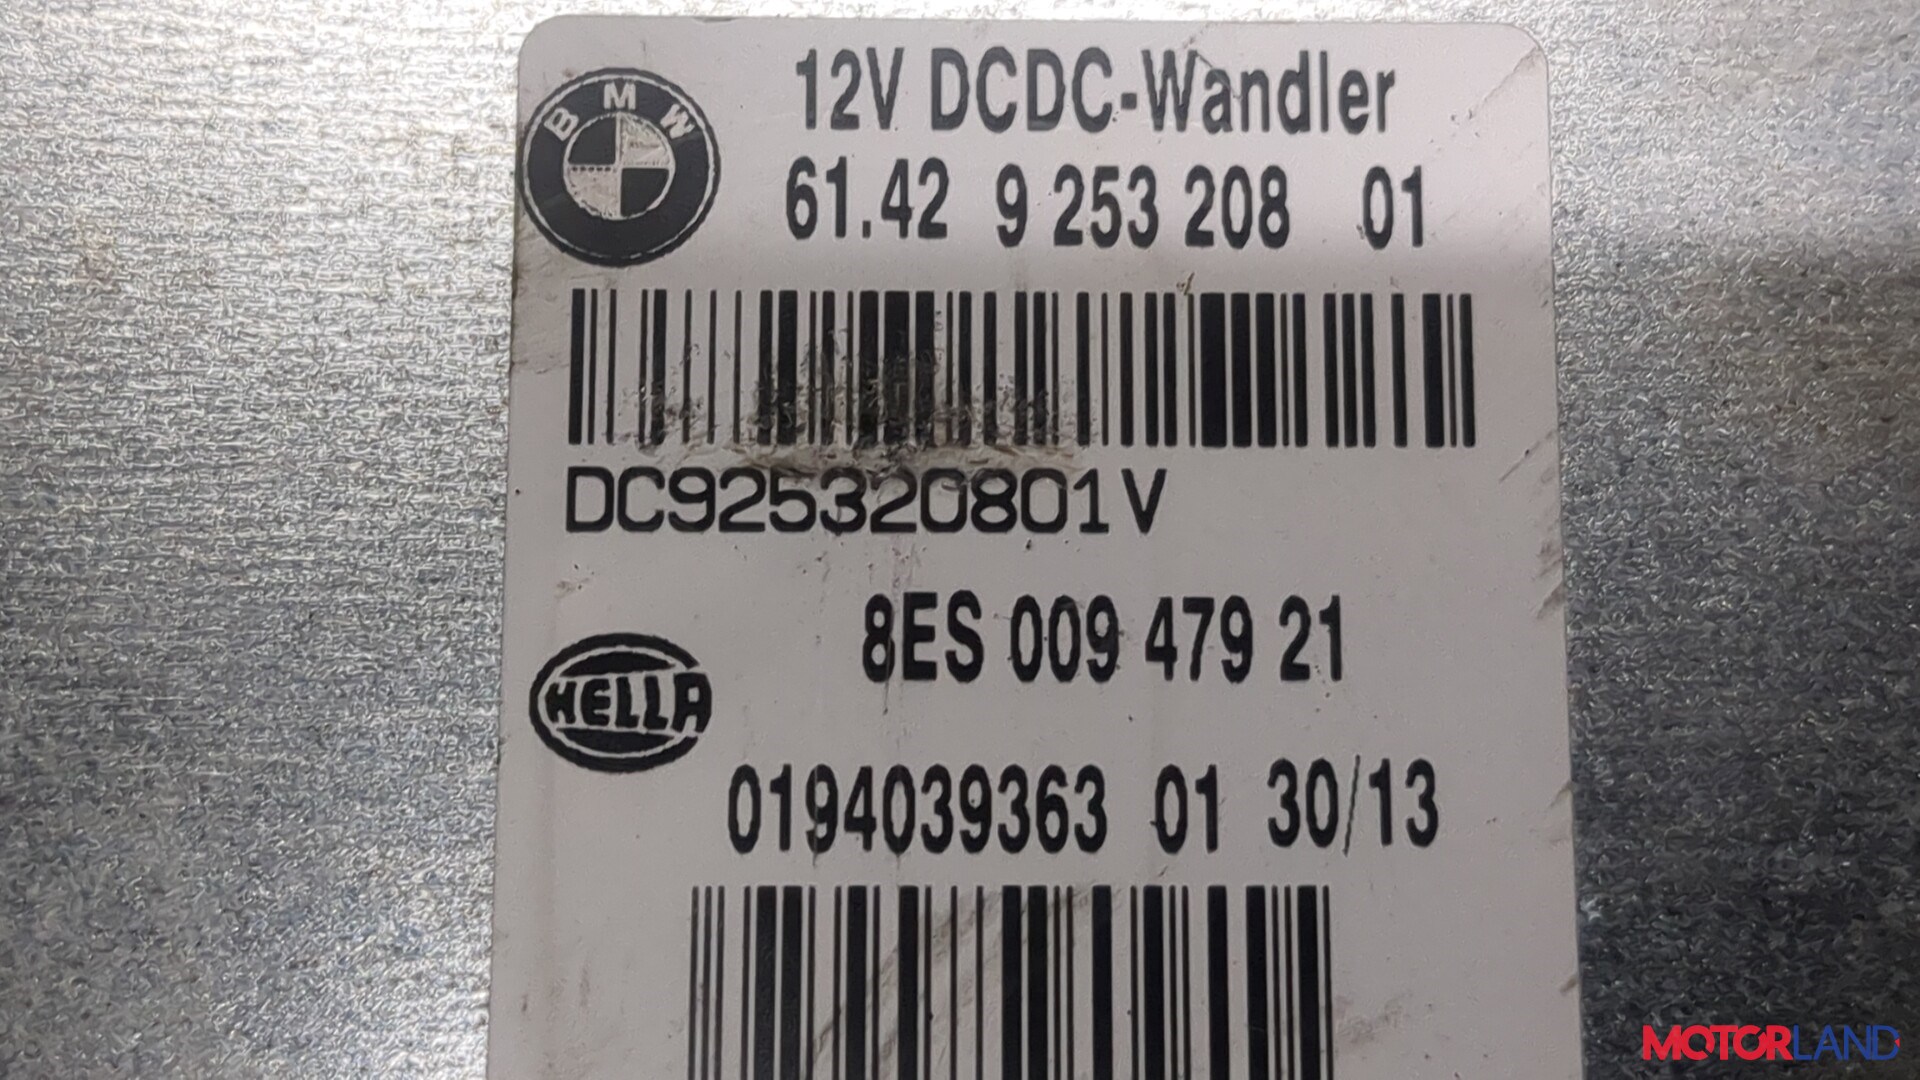 BMW
12V DCDC-Wandler
61.42 9 253 208 01
DC925320801V
8ES 009 479 21
HELLA
0194039363 01 30/13
MOTORLAND